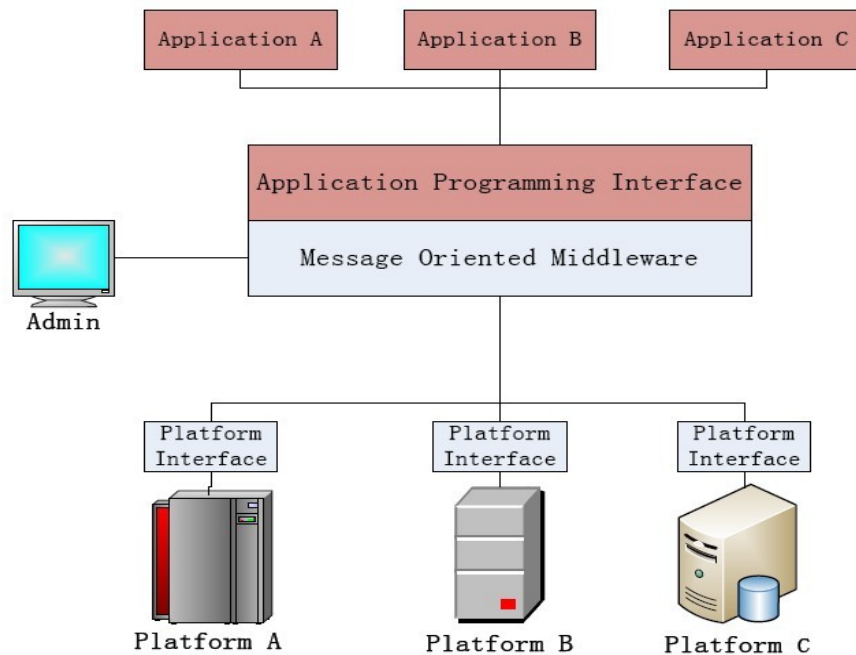 Application A
Application B
Application C
Application Programming Interface
Message Oriented Middleware
Admin
Platform
Interface
Platform
Interface
Platform
Interface
Platform A
Platform B
Platform C